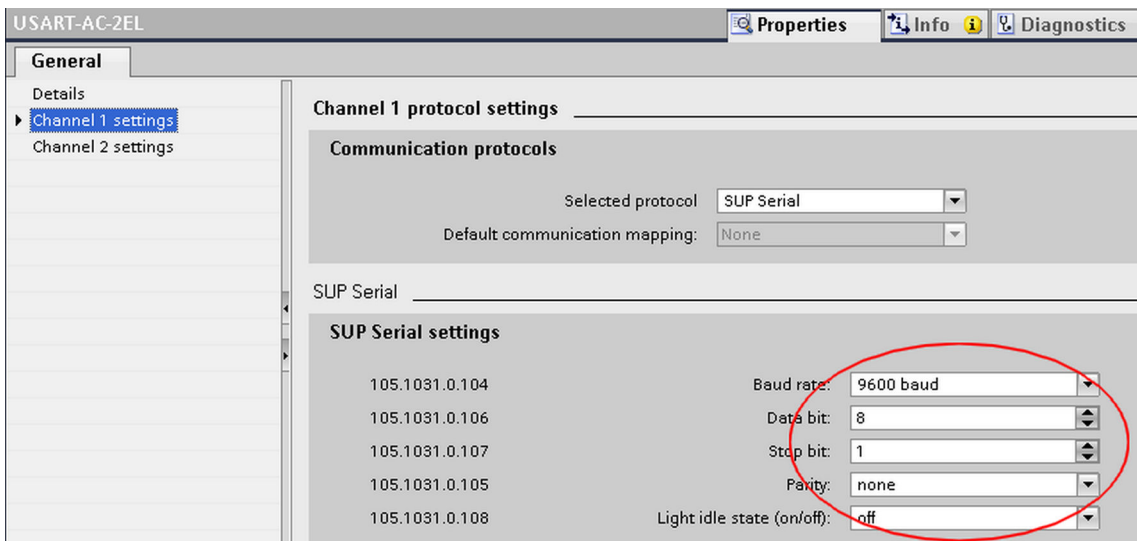 USART-AC-2EL
Properties
Info
Diagnostics
General
Details
Channel 1 settings
Channel 2 settings
Channel 1 protocol settings
Communication protocols
Selected protocol SUP Serial
Default communication mapping: None
SUP Serial
SUP Serial settings
105.1031.0.104 Baud rate: 9600 baud
105.1031.0.106 Data bit: 8
105.1031.0.107 Stop bit: 1
105.1031.0.105 Parity: none
105.1031.0.108 Light idle state (on/off): off